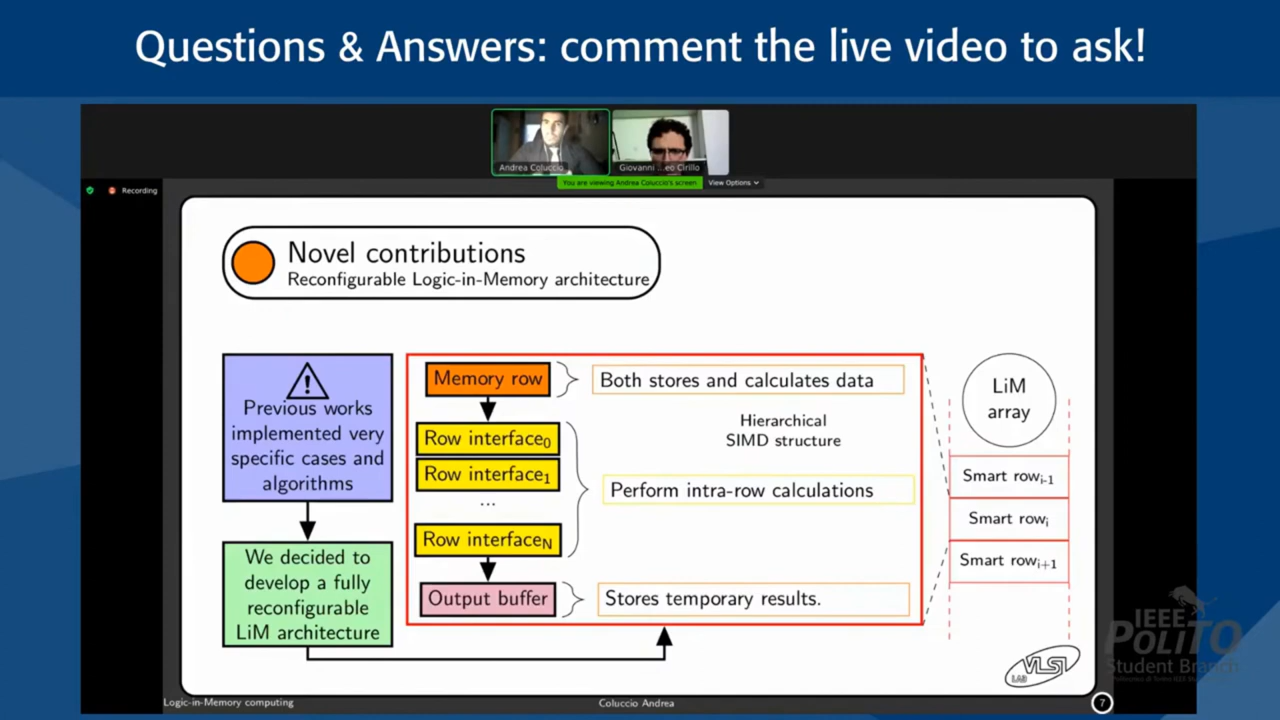 Questions & Answers: comment the live video to ask!
Andrea Coluccio
Giovanni ...eo Cirillo
You are viewing Andrea Coluccio's screen
View Options
Recording
Novel contributions
Reconfigurable Logic-in-Memory architecture
Previous works
implemented very
specific cases and
algorithms
We decided to
develop a fully
reconfigurable
LiM architecture
Memory row
Both stores and calculates data
Hierarchical
SIMD structure
Row interface0
Row interface1
...
Row interfaceN
Perform intra-row calculations
Output buffer
Stores temporary results.
LiM
array
Smart rowi-1
Smart rowi
Smart rowi+1
VLSI
LAB
IEEE
POLITO
Student Branch
Logic-in-Memory computing
Coluccio Andrea
7